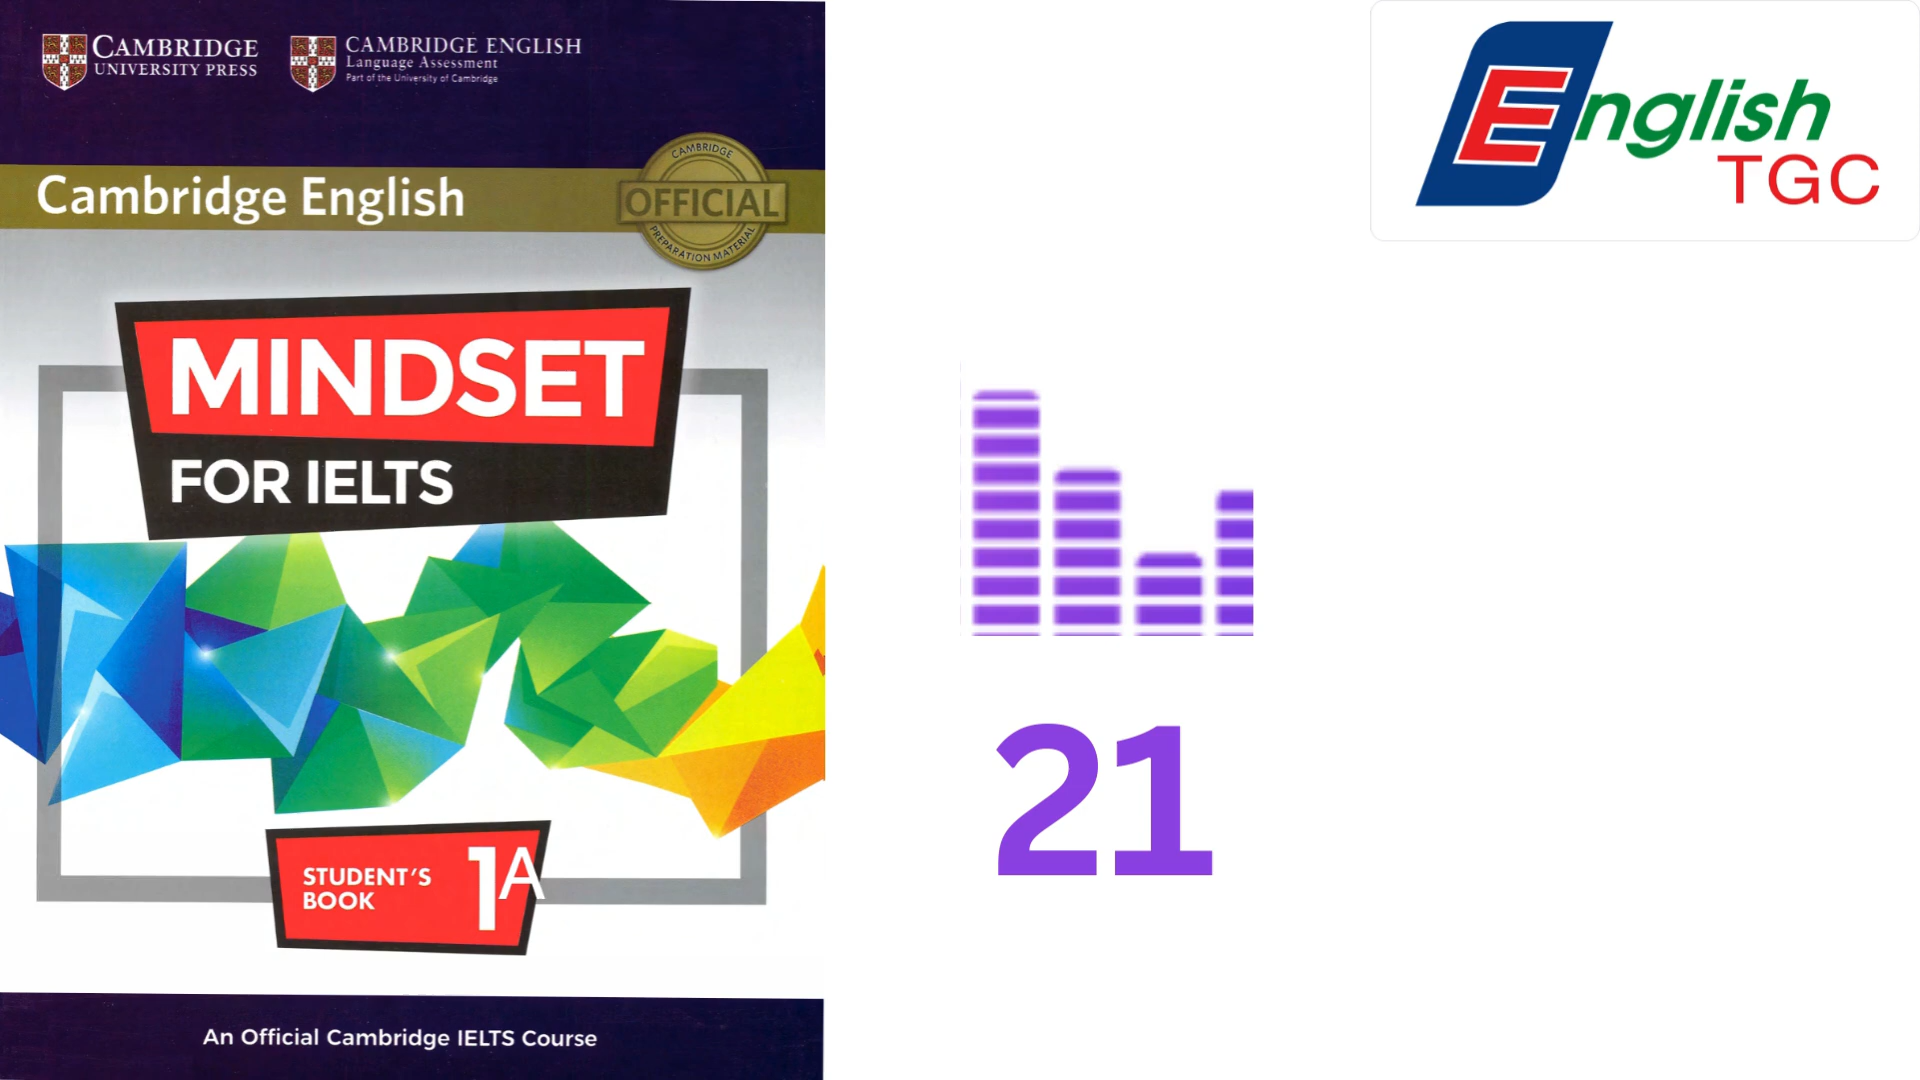 CAMBRIDGE
UNIVERSITY PRESS
CAMBRIDGE ENGLISH
Language Assessment
Part of the University of Cambridge
Cambridge English
CAMBRIDGE
OFFICIAL
PREPARATION MATERIAL
MINDSET
FOR IELTS
STUDENT'S
BOOK
1A
An Official Cambridge IELTS Course
English
TGC
21